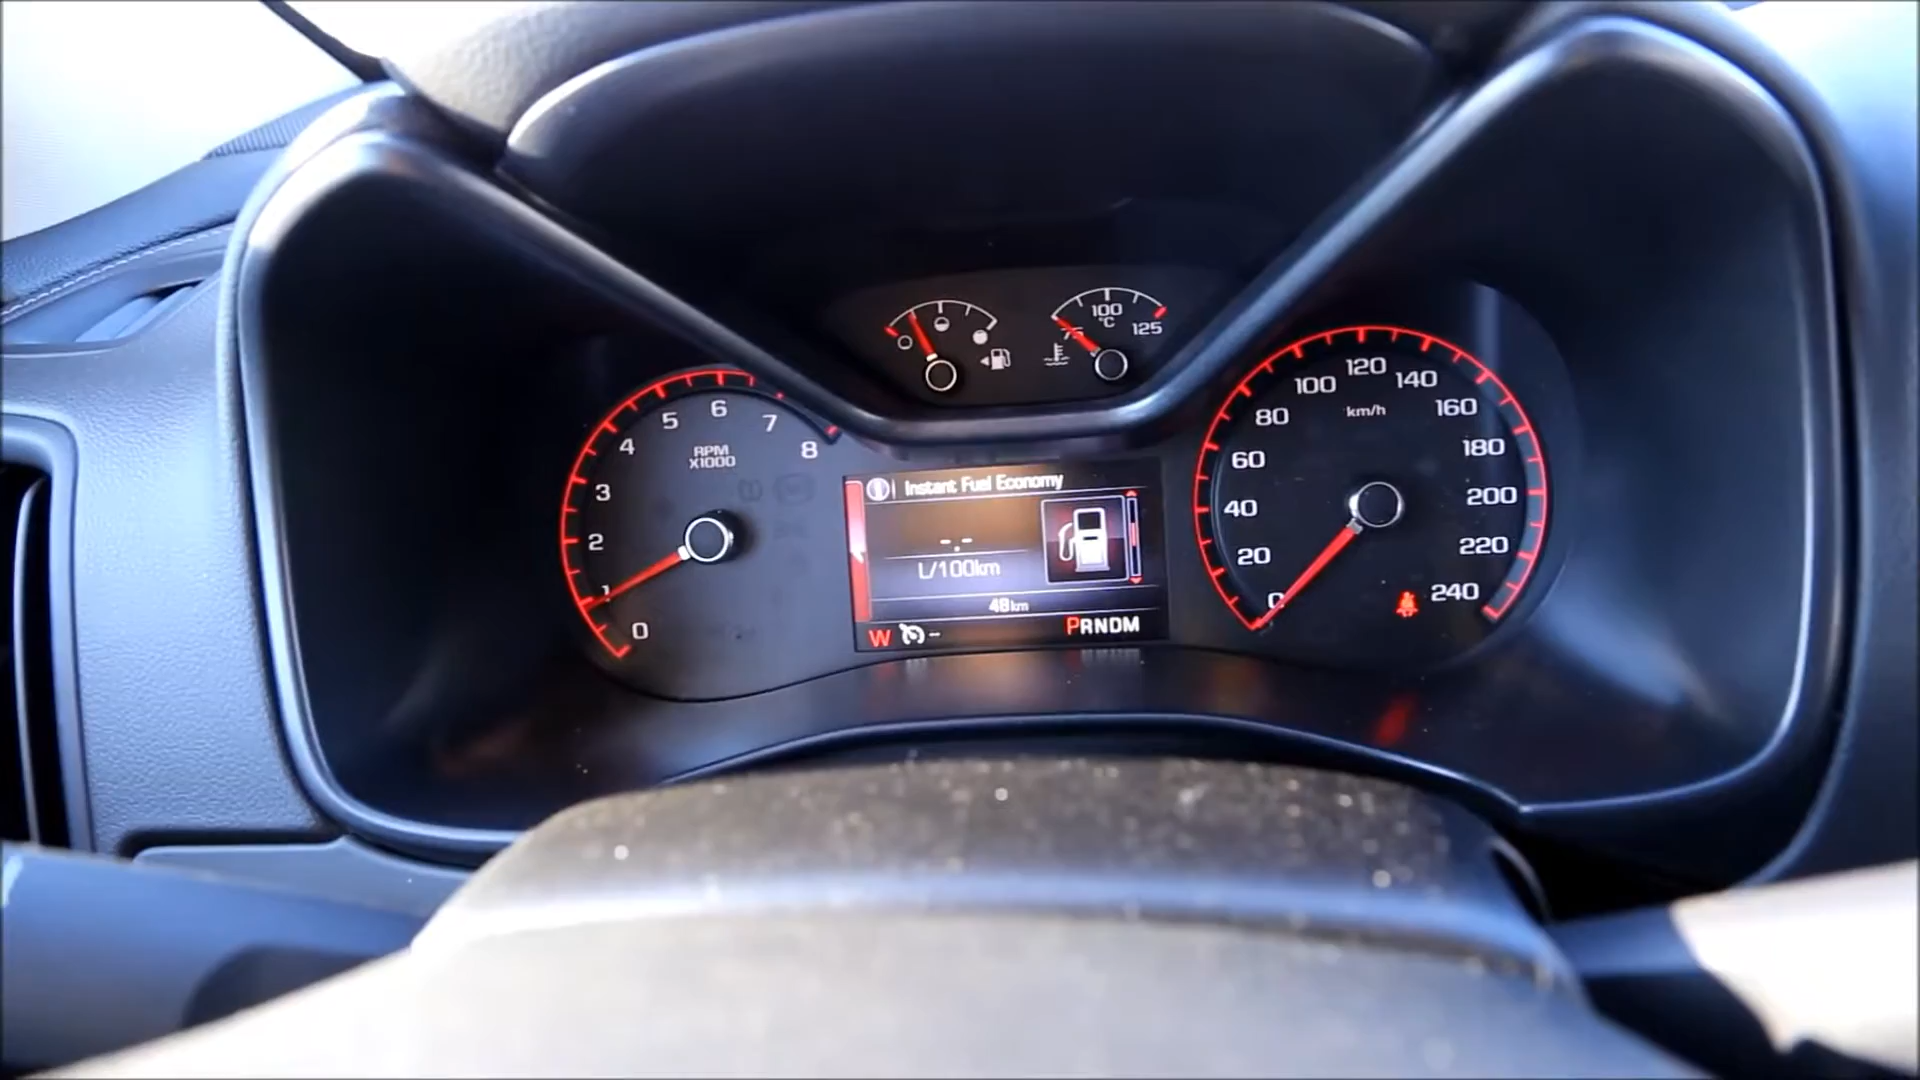 100
°C
75
125
5 6 7
4 8
RPM
X1000
3
2
1
0
Instant Fuel Economy
-.-
L/100km
48km
W --
PRNDM
100 120 140
80 160
km/h
60 180
40 200
20 220
0 240